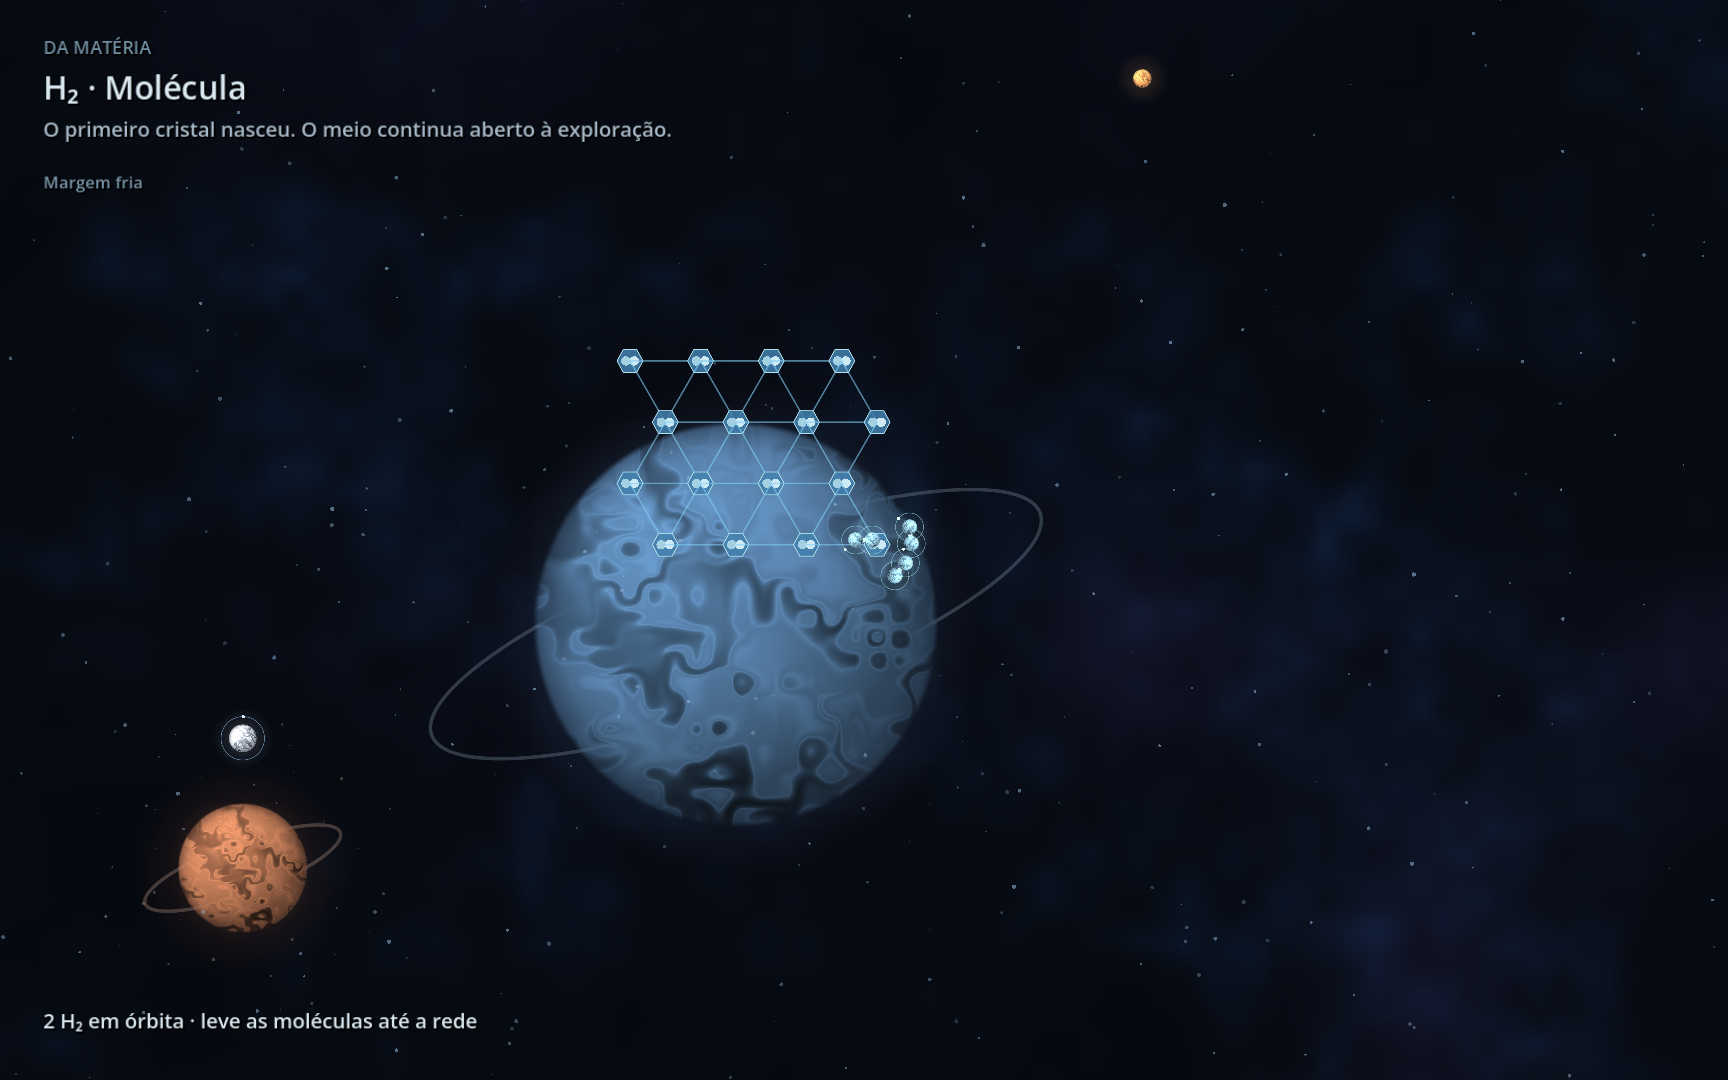 DA MATÉRIA
H₂ · Molécula
O primeiro cristal nasceu. O meio continua aberto à exploração.
Margem fria
2 H₂ em órbita · leve as moléculas até a rede